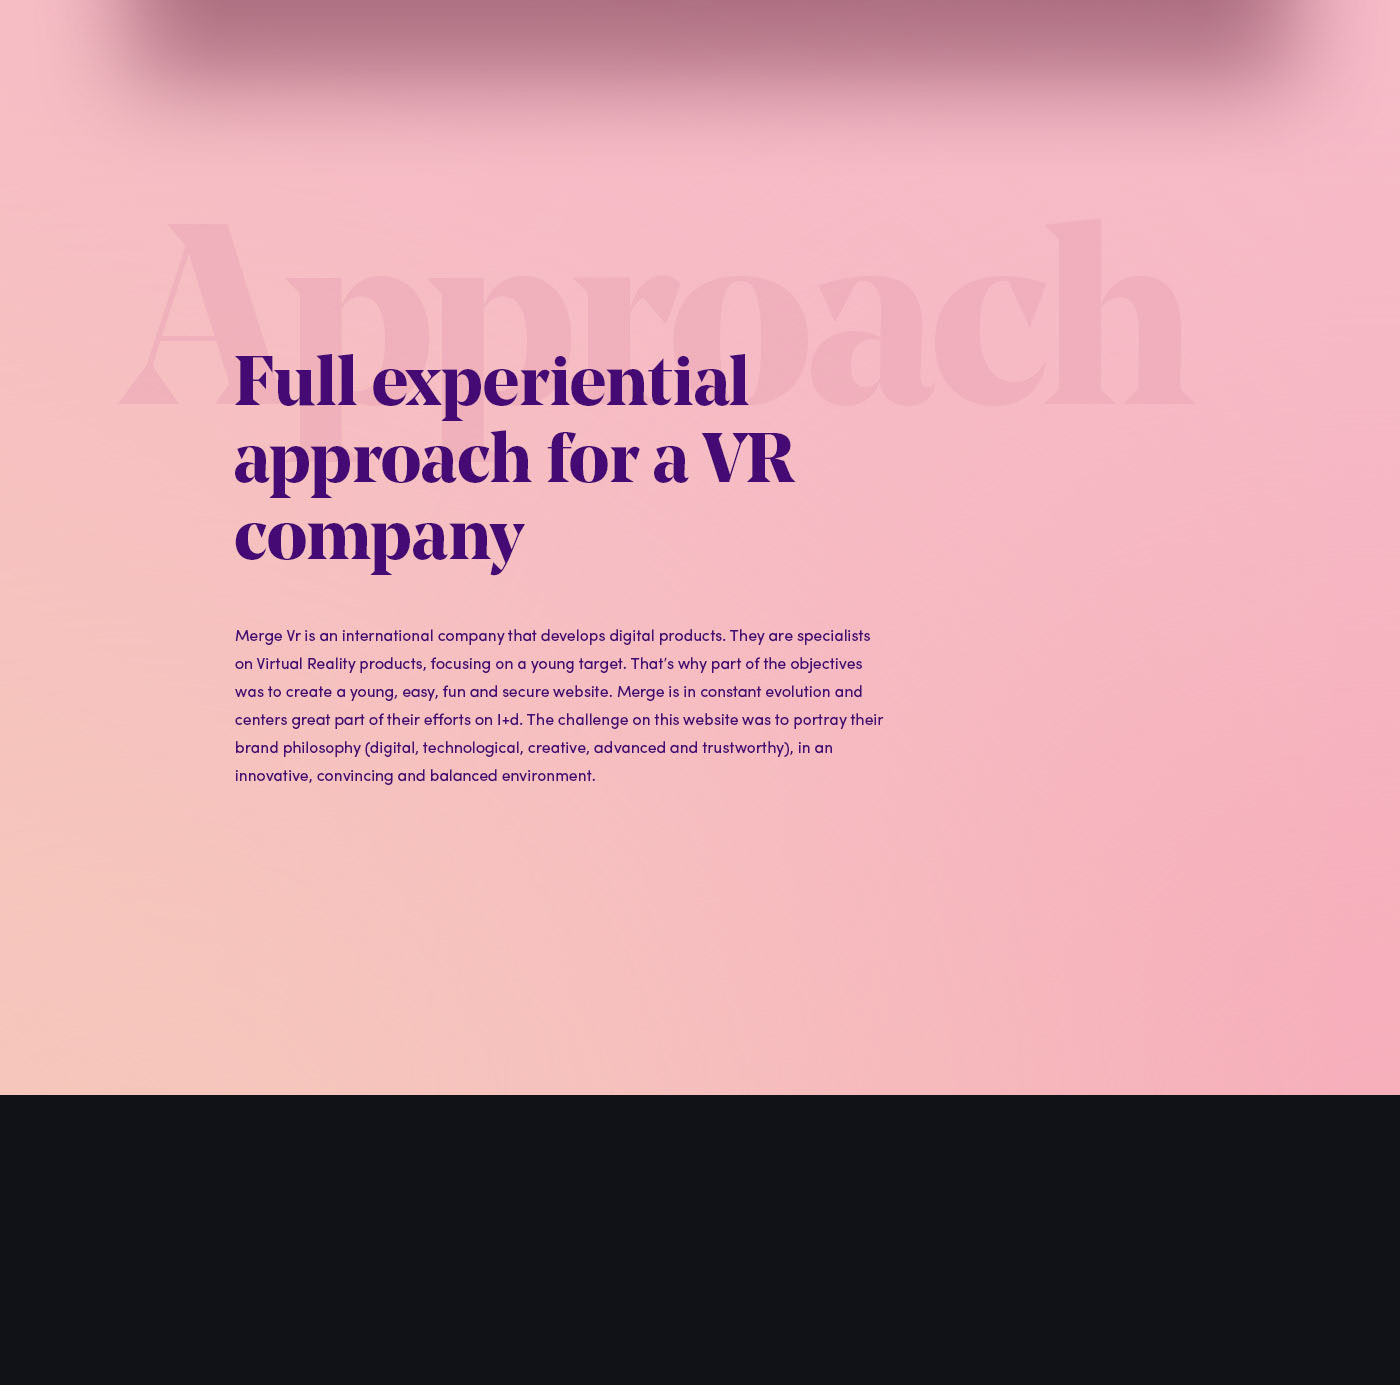 Approach
Full experiential
approach for a VR
company
Merge Vr is an international company that develops digital products. They are specialists
on Virtual Reality products, focusing on a young target. That’s why part of the objectives
was to create a young, easy, fun and secure website. Merge is in constant evolution and
centers great part of their efforts on I+d. The challenge on this website was to portray their
brand philosophy (digital, technological, creative, advanced and trustworthy), in an
innovative, convincing and balanced environment.